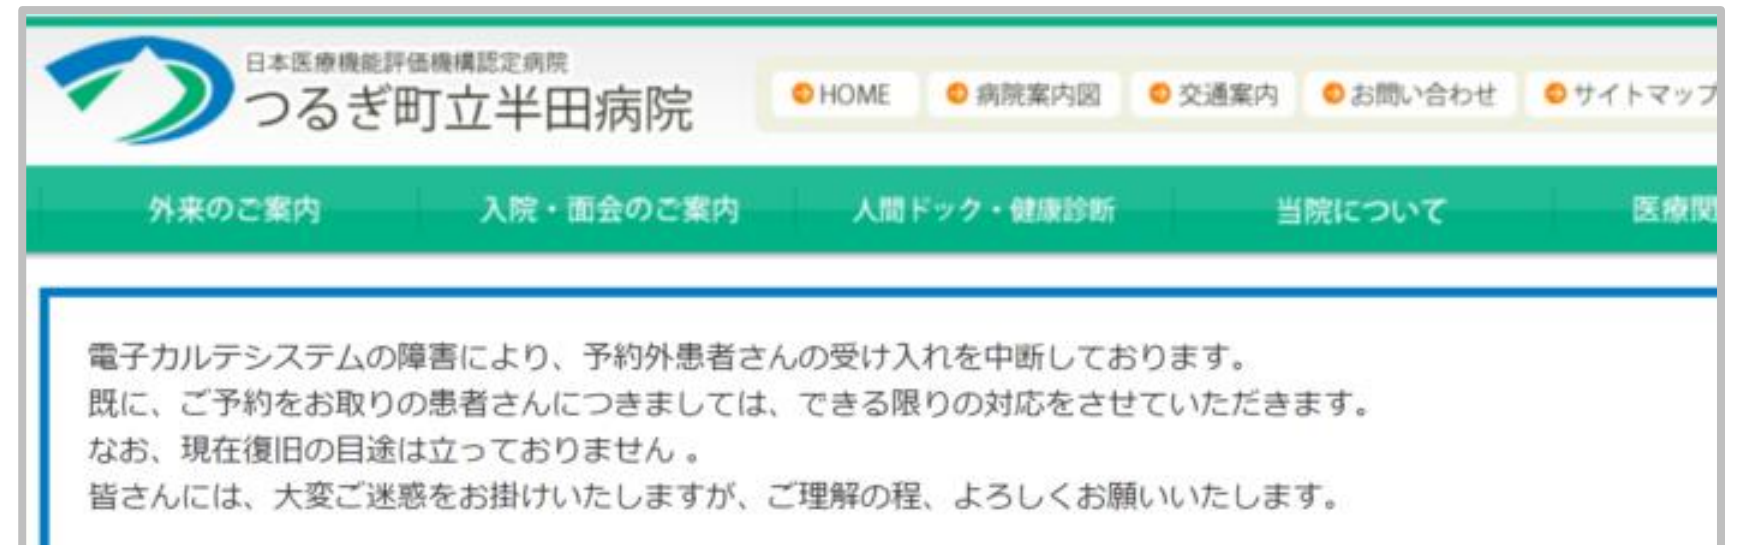 日本医療機能評価機構認定病院
つるぎ町立半田病院
HOME 病院案内図 交通案内 お問い合わせ サイトマップ
外来のご案内 入院・面会のご案内 人間ドック・健康診断 当院について 医療関
電子カルテシステムの障害により、予約外患者さんの受け入れを中断しております。
既に、ご予約をお取りの患者さんにつきましては、できる限りの対応をさせていただきます。
なお、現在復旧の目途は立っておりません 。
皆さんには、大変ご迷惑をお掛けいたしますが、ご理解の程、よろしくお願いいたします。